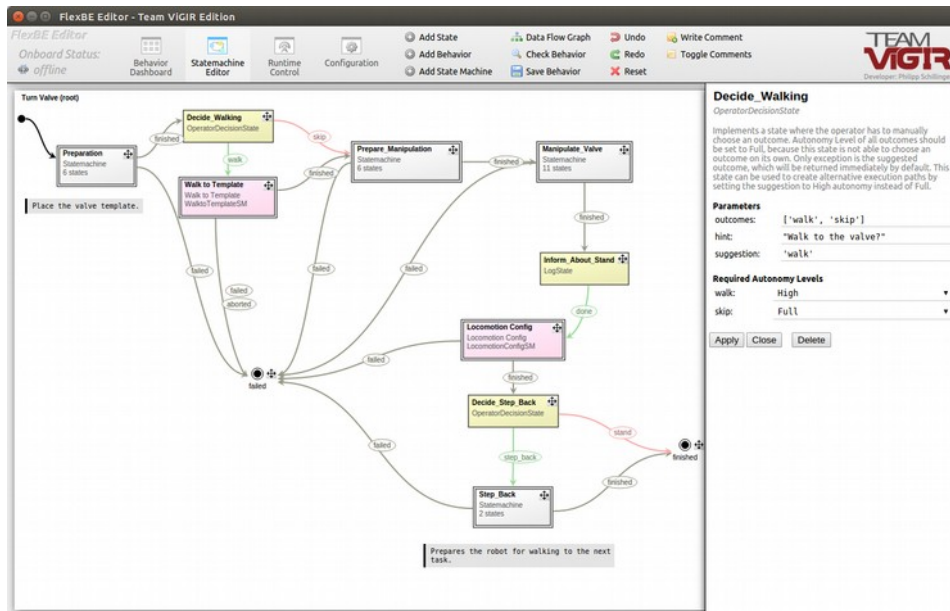 FlexBE Editor - Team ViGIR Edition
FlexBE Editor
Onboard Status:
offline
Behavior
Dashboard
Statemachine
Editor
Runtime
Control
Configuration
Add State
Add Behavior
Add State Machine
Data Flow Graph
Check Behavior
Save Behavior
Undo
Redo
Reset
Write Comment
Toggle Comments
TEAM
ViGIR
Developer: Philipp Schillinger
Turn Valve (root)
Preparation
Statemachine
6 states
Place the valve template.
finished
Decide_Walking
OperatorDecisionState
skip
walk
Walk to Template
Walk to Template
WalktoTemplateSM
finished
Prepare_Manipulation
Statemachine
6 states
finished
Manipulate_Valve
Statemachine
11 states
failed
failed
aborted
failed
failed
finished
Inform_About_Stand
LogState
done
Locomotion Config
Locomotion Config
LocomotionConfigSM
failed
failed
finished
Decide_Step_Back
OperatorDecisionState
stand
failed
step_back
finished
finished
Step_Back
Statemachine
2 states
Prepares the robot for walking to the next
task.
Decide_Walking
OperatorDecisionState
Implements a state where the operator has to manually
choose an outcome. Autonomy Level of all outcomes should
be set to Full, because this state is not able to choose an
outcome on its own. Only exception is the suggested
outcome, which will be returned immediately by default. This
state can be used to create alternative execution paths by
setting the suggestion to High autonomy instead of Full.
Parameters
outcomes: ['walk', 'skip']
hint: "Walk to the valve?"
suggestion: 'walk'
Required Autonomy Levels
walk: High
skip: Full
Apply Close Delete